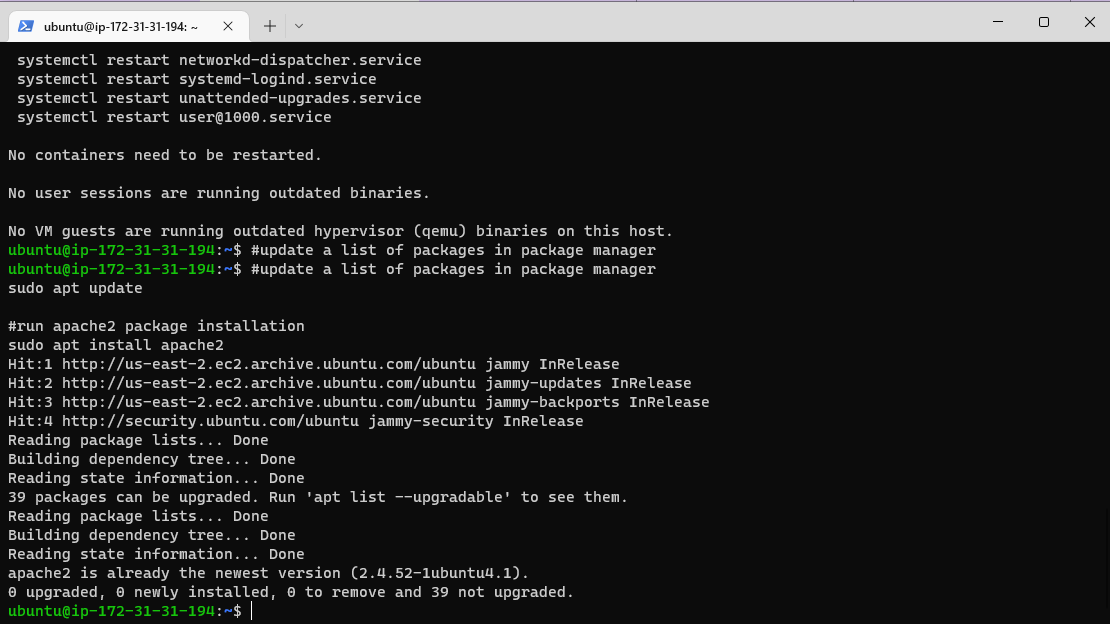 ubuntu@ip-172-31-31-194: ~
systemctl restart networkd-dispatcher.service
systemctl restart systemd-logind.service
systemctl restart unattended-upgrades.service
systemctl restart user@1000.service
No containers need to be restarted.
No user sessions are running outdated binaries.
No VM guests are running outdated hypervisor (qemu) binaries on this host.
ubuntu@ip-172-31-31-194:~$ #update a list of packages in package manager
ubuntu@ip-172-31-31-194:~$ #update a list of packages in package manager
sudo apt update
#run apache2 package installation
sudo apt install apache2
Hit:1 http://us-east-2.ec2.archive.ubuntu.com/ubuntu jammy InRelease
Hit:2 http://us-east-2.ec2.archive.ubuntu.com/ubuntu jammy-updates InRelease
Hit:3 http://us-east-2.ec2.archive.ubuntu.com/ubuntu jammy-backports InRelease
Hit:4 http://security.ubuntu.com/ubuntu jammy-security InRelease
Reading package lists... Done
Building dependency tree... Done
Reading state information... Done
39 packages can be upgraded. Run 'apt list --upgradable' to see them.
Reading package lists... Done
Building dependency tree... Done
Reading state information... Done
apache2 is already the newest version (2.4.52-1ubuntu4.1).
0 upgraded, 0 newly installed, 0 to remove and 39 not upgraded.
ubuntu@ip-172-31-31-194:~$